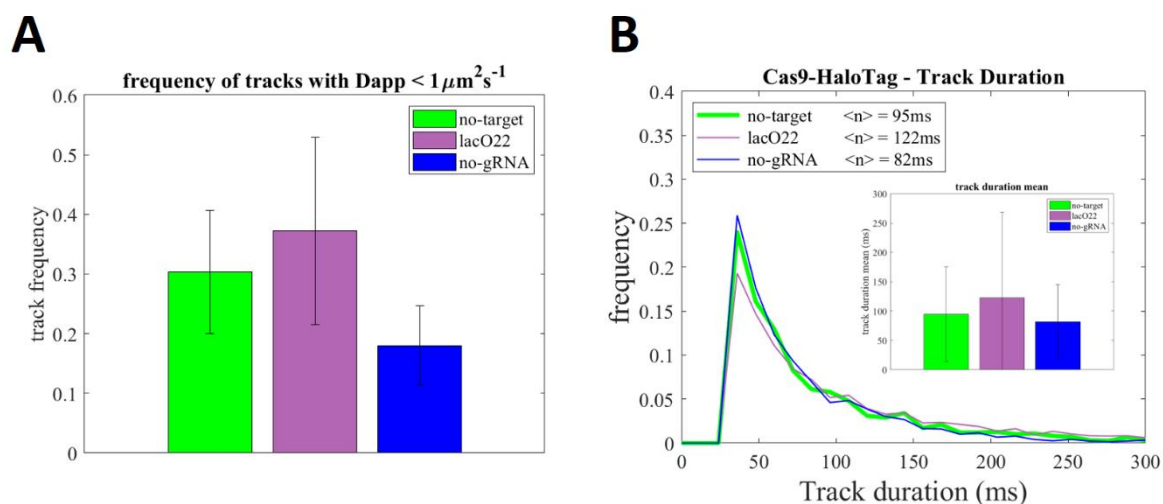 A
frequency of tracks with Dapp < 1 μm²s⁻¹
0.6
0.5
0.4
0.3
0.2
0.1
0
track frequency
no-target
lacO22
no-gRNA
B
Cas9-HaloTag - Track Duration
0.4
0.35
0.3
0.25
0.2
0.15
0.1
0.05
0
frequency
no-target <n> = 95ms
lacO22 <n> = 122ms
no-gRNA <n> = 82ms
track duration mean
300
250
200
150
100
50
0
track duration mean (ms)
no-target
lacO22
no-gRNA
0 50 100 150 200 250 300
Track duration (ms)